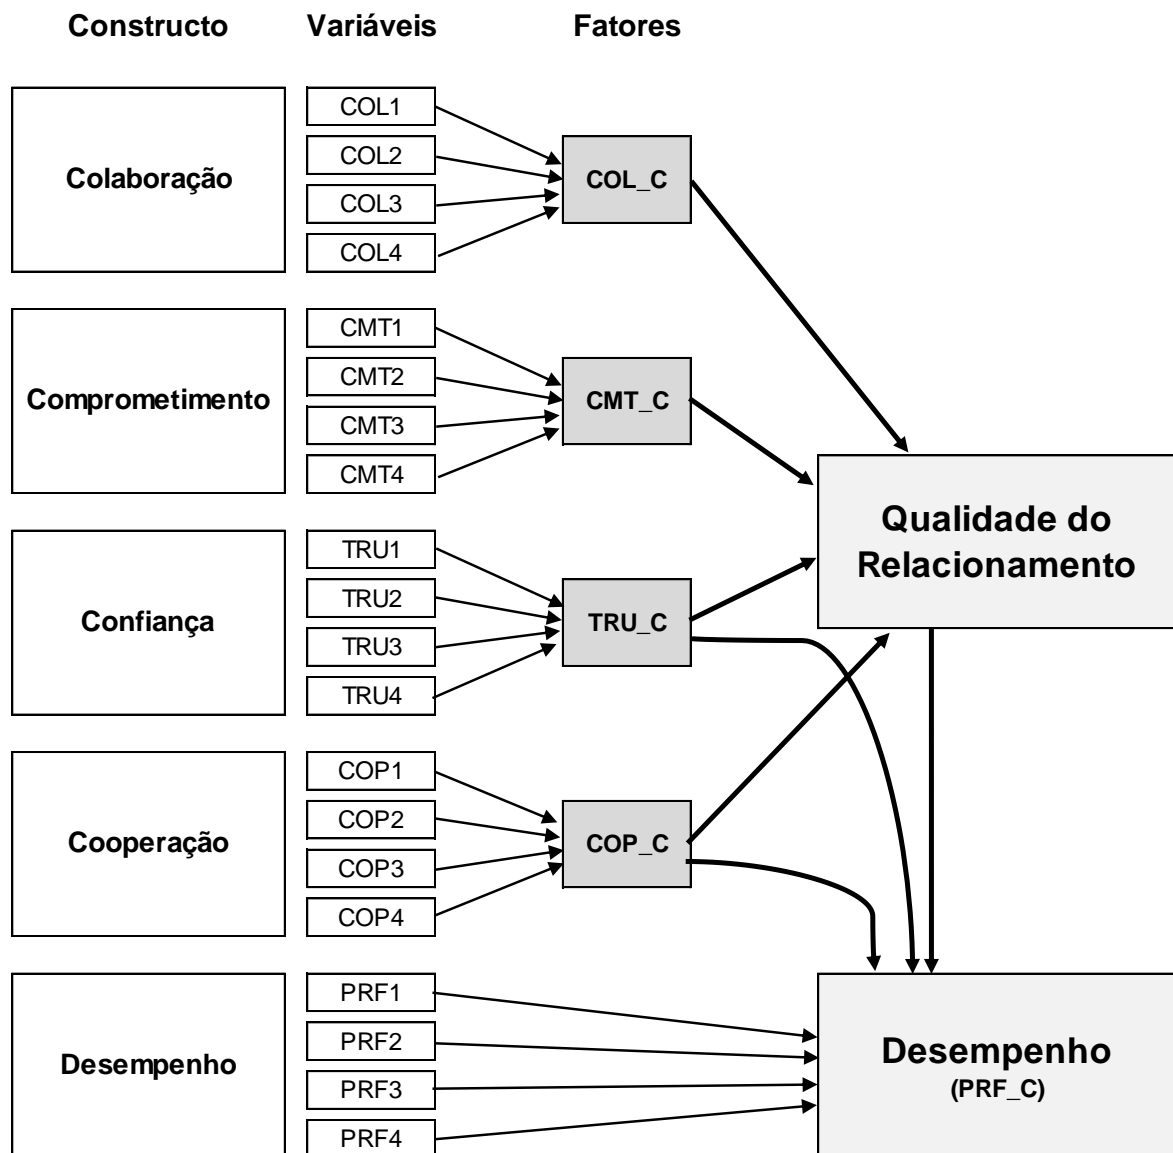 Constructo Variáveis Fatores
Colaboração
COL1
COL2
COL3
COL4
COL_C
Comprometimento
CMT1
CMT2
CMT3
CMT4
CMT_C
Qualidade do
Relacionamento
Confiança
TRU1
TRU2
TRU3
TRU4
TRU_C
Cooperação
COP1
COP2
COP3
COP4
COP_C
Desempenho
PRF1
PRF2
PRF3
PRF4
Desempenho
(PRF_C)